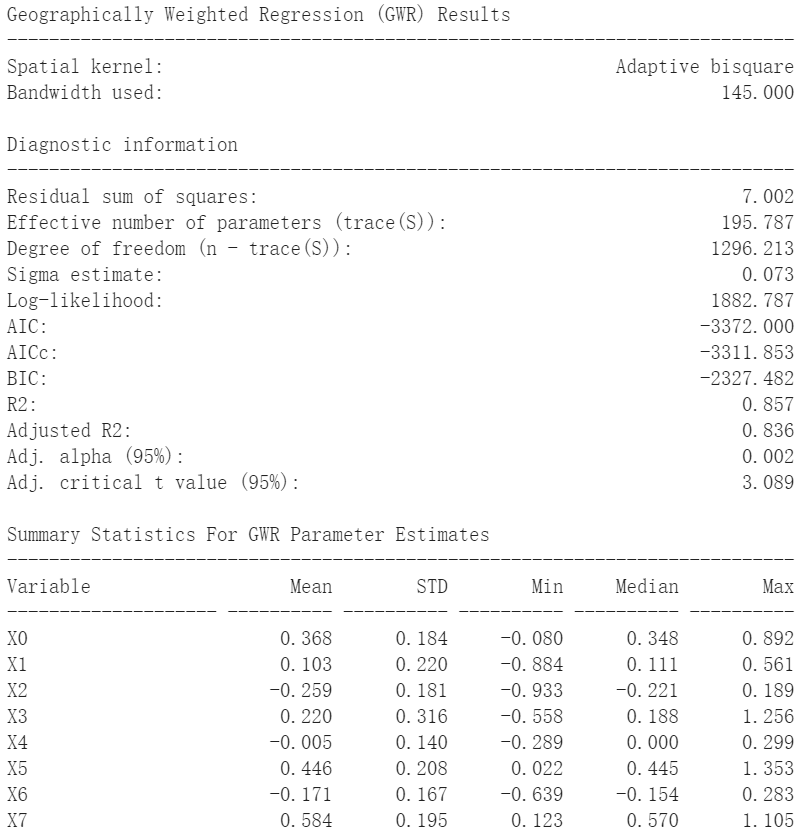 Geographically Weighted Regression (GWR) Results
---------------------------------------------------------------------------
Spatial kernel: Adaptive bisquare
Bandwidth used: 145.000
Diagnostic information
---------------------------------------------------------------------------
Residual sum of squares: 7.002
Effective number of parameters (trace(S)): 195.787
Degree of freedom (n - trace(S)): 1296.213
Sigma estimate: 0.073
Log-likelihood: 1882.787
AIC: -3372.000
AICc: -3311.853
BIC: -2327.482
R2: 0.857
Adjusted R2: 0.836
Adj. alpha (95%): 0.002
Adj. critical t value (95%): 3.089
Summary Statistics For GWR Parameter Estimates
---------------------------------------------------------------------------
Variable Mean STD Min Median Max
-------------------- ---------- ---------- ---------- ---------- ----------
X0 0.368 0.184 -0.080 0.348 0.892
X1 0.103 0.220 -0.884 0.111 0.561
X2 -0.259 0.181 -0.933 -0.221 0.189
X3 0.220 0.316 -0.558 0.188 1.256
X4 -0.005 0.140 -0.289 0.000 0.299
X5 0.446 0.208 0.022 0.445 1.353
X6 -0.171 0.167 -0.639 -0.154 0.283
X7 0.584 0.195 0.123 0.570 1.105